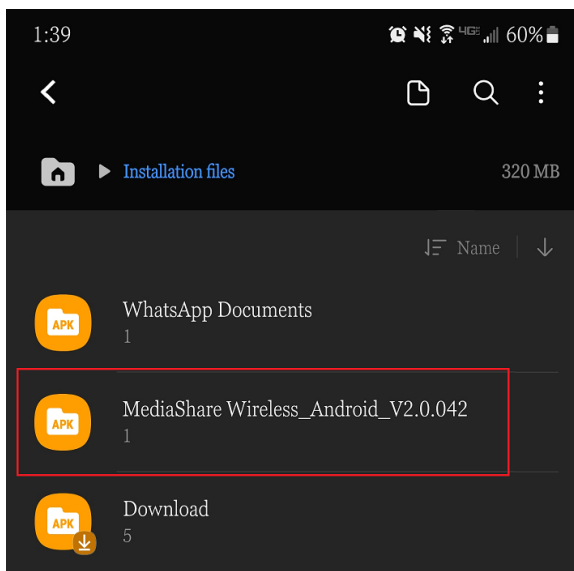 1:39 4GE 60%
Installation files 320 MB
Name
APK WhatsApp Documents
1
APK MediaShare Wireless_Android_V2.0.042
1
APK Download
5